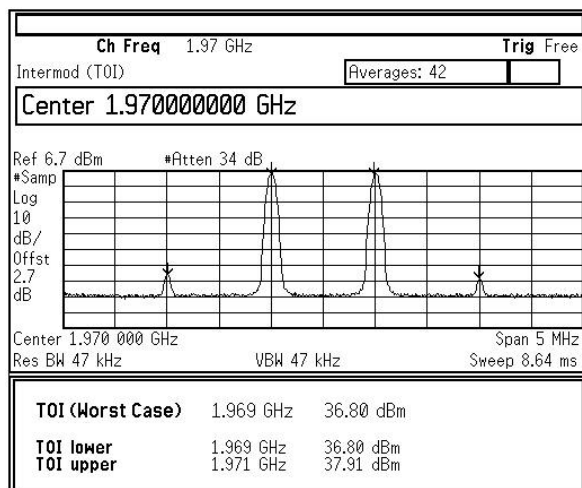 Ch Freq 1.97 GHz Trig Free
Intermod (TOI) Averages: 42
Center 1.970000000 GHz
Ref 6.7 dBm #Atten 34 dB
#Samp
Log
10
dB/
Offst
2.7
dB
Center 1.970 000 GHz Span 5 MHz
Res BW 47 kHz VBW 47 kHz Sweep 8.64 ms
TOI (Worst Case) 1.969 GHz 36.80 dBm
TOI lower 1.969 GHz 36.80 dBm
TOI upper 1.971 GHz 37.91 dBm